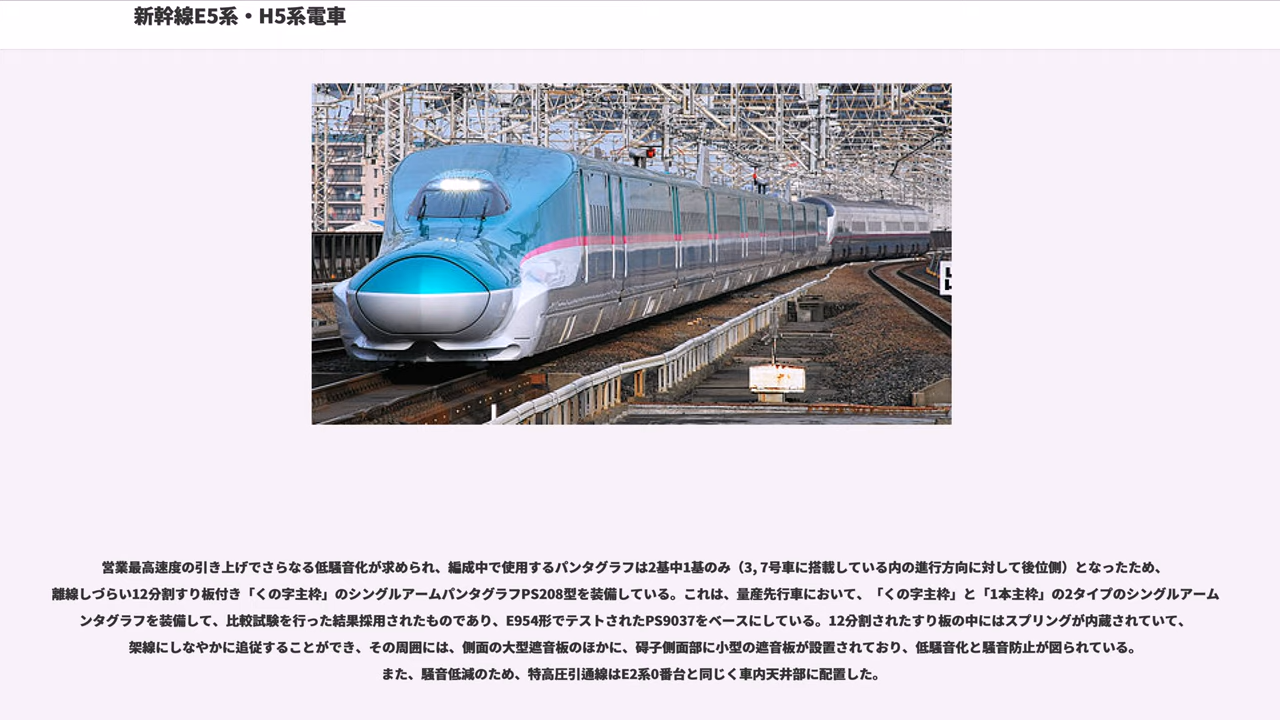 新幹線E5系・H5系電車
営業最高速度の引き上げでさらなる低騒音化が求められ、編成中で使用するパンタグラフは2基中1基のみ（3, 7号車に搭載している内の進行方向に対して後位側）となったため、
離線しづらい12分割すり板付き「くの字主枠」のシングルアームパンタグラフPS208型を装備している。これは、量産先行車において、「くの字主枠」と「1本主枠」の2タイプのシングルアーム
ンタグラフを装備して、比較試験を行った結果採用されたものであり、E954形でテストされたPS9037をベースにしている。12分割されたすり板の中にはスプリングが内蔵されていて、
架線にしなやかに追従することができ、その周囲には、側面の大型遮音板のほかに、碍子側面部に小型の遮音板が設置されており、低騒音化と騒音防止が図られている。
また、騒音低減のため、特高圧引通線はE2系0番台と同じく車内天井部に配置した。